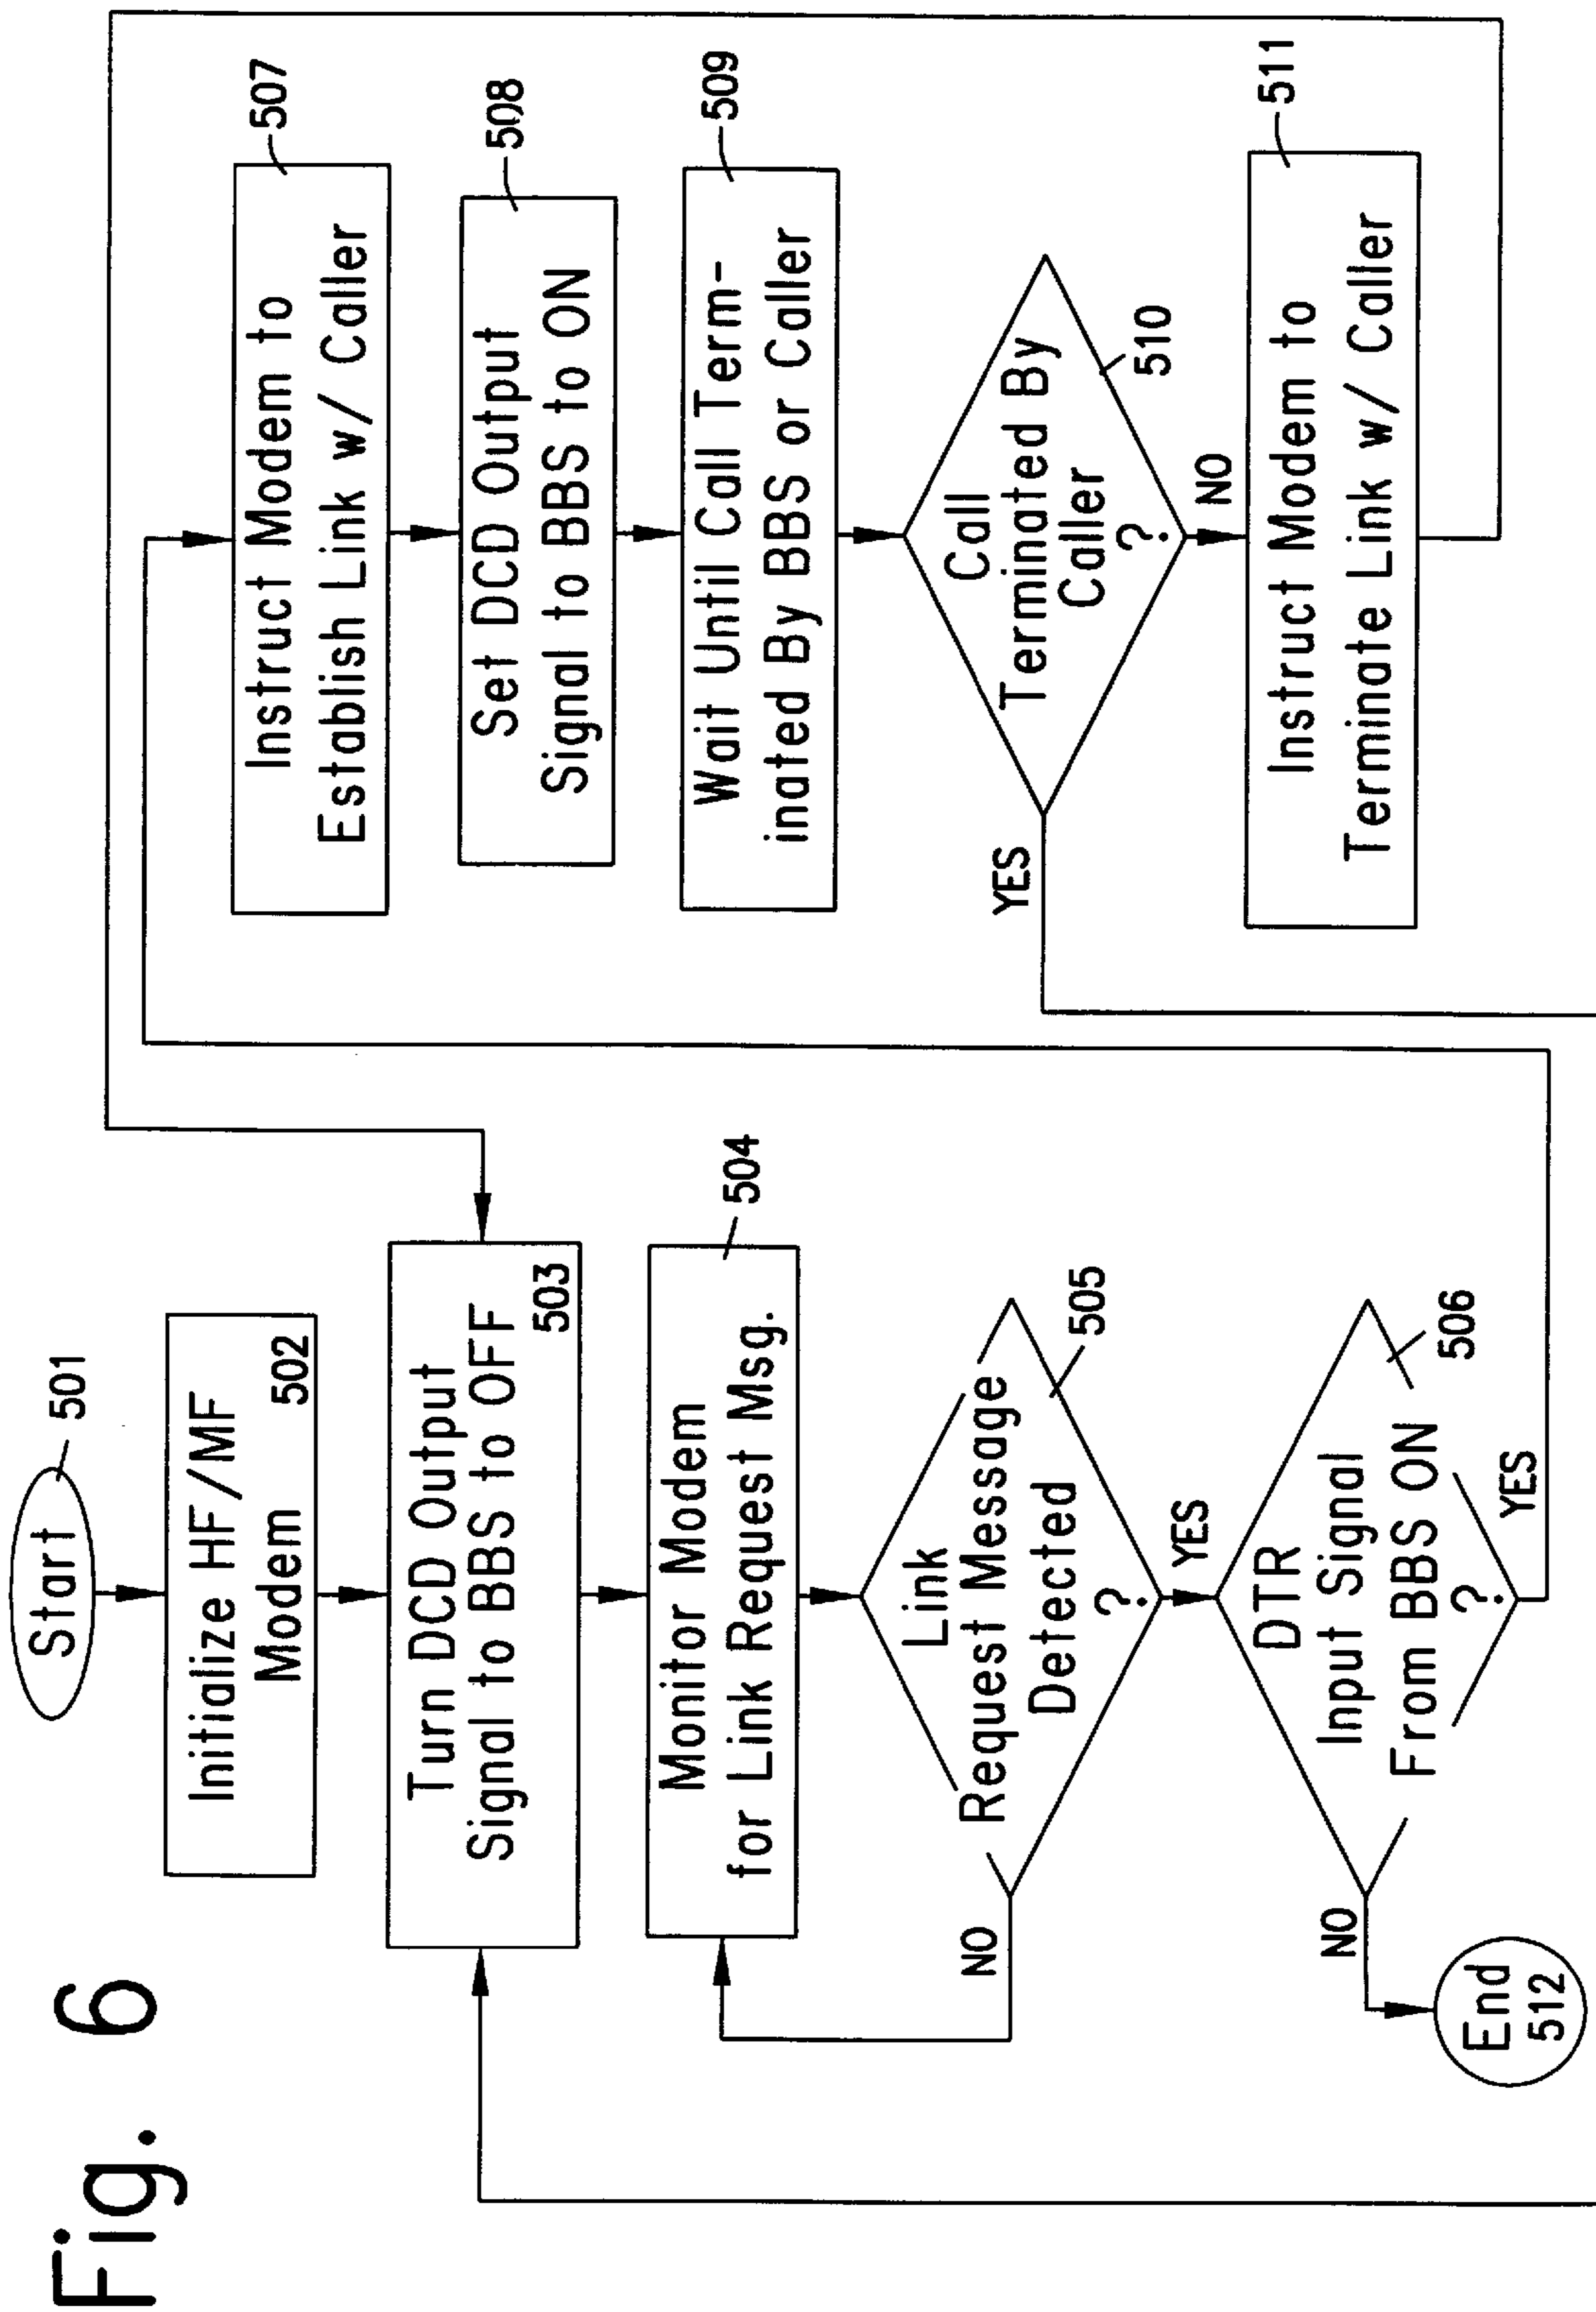 Fig. 6
Start
501
Initialize HF/MF
Modem
502
Turn DCD Output
Signal to BBS to OFF
503
Monitor Modem
for Link Request Msg.
504
Link
Request Message
Detected
?
505
NO
YES
DTR
Input Signal
From BBS ON
?
506
NO
YES
End
512
Instruct Modem to
Establish Link w/ Caller
507
Set DCD Output
Signal to BBS to ON
508
Wait Until Call Term-
inated By BBS or Caller
509
Call
Terminated By
Caller
?
510
YES
NO
Instruct Modem to
Terminate Link w/ Caller
511